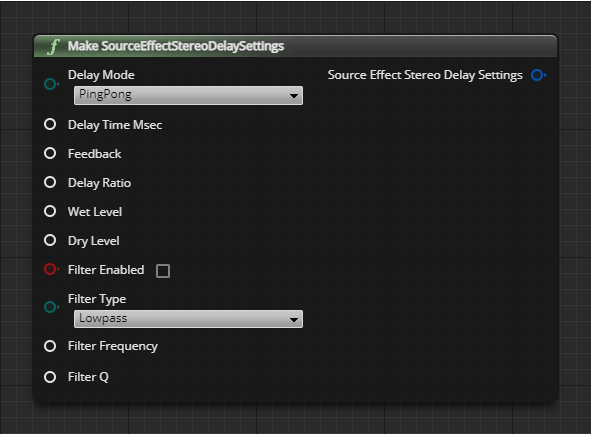 f Make SourceEffectStereoDelaySettings
Delay Mode
Source Effect Stereo Delay Settings
PingPong
Delay Time Msec
Feedback
Delay Ratio
Wet Level
Dry Level
Filter Enabled
Filter Type
Lowpass
Filter Frequency
Filter Q